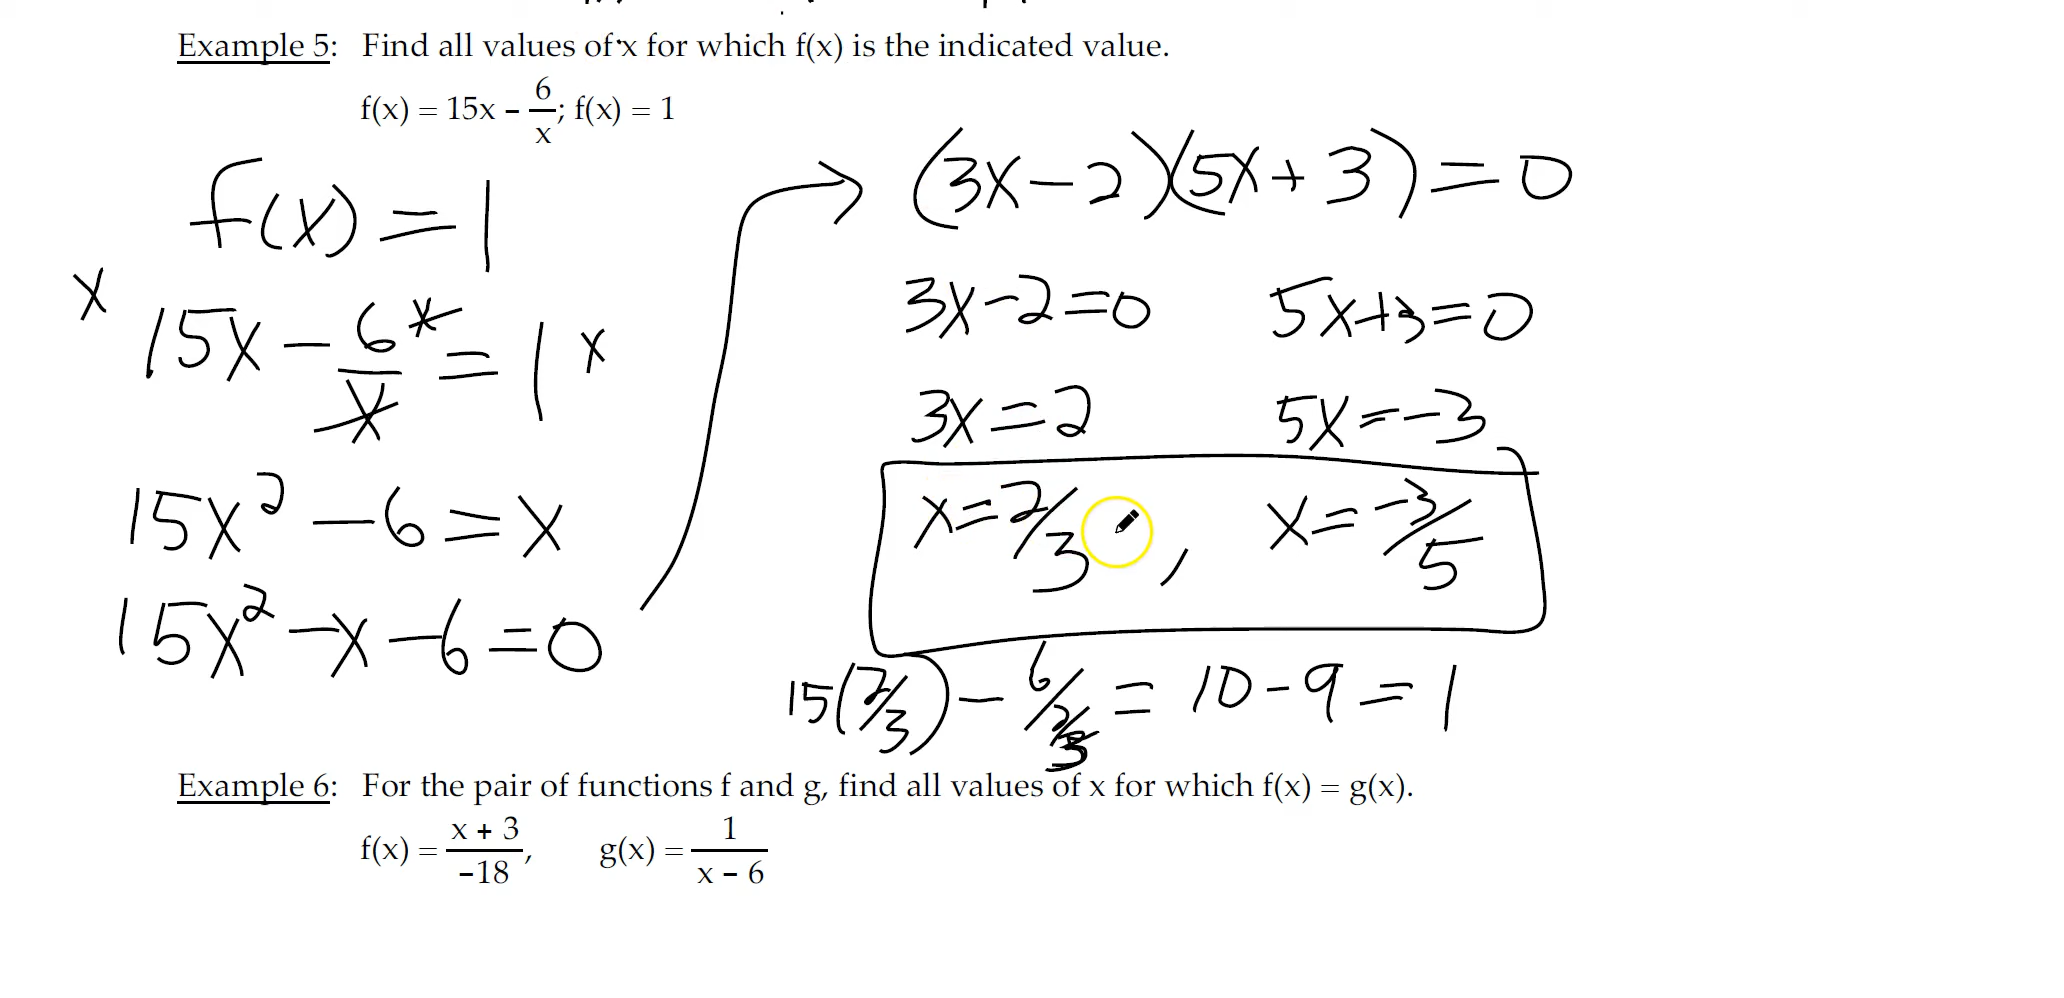 Example 5: Find all values of x for which f(x) is the indicated value.
f(x) = 15x - 6/x; f(x) = 1
f(x) = 1
x 15x - 6x/x = 1 x
15x² - 6 = x
15x² - x - 6 = 0
(3x - 2)(5x + 3) = 0
3x - 2 = 0 5x + 3 = 0
3x = 2 5x = -3
x = 2/3 , x = -3/5
15(2/3) - 6/2/3 = 10 - 9 = 1
Example 6: For the pair of functions f and g, find all values of x for which f(x) = g(x).
f(x) = x + 3/-18, g(x) = 1/x - 6